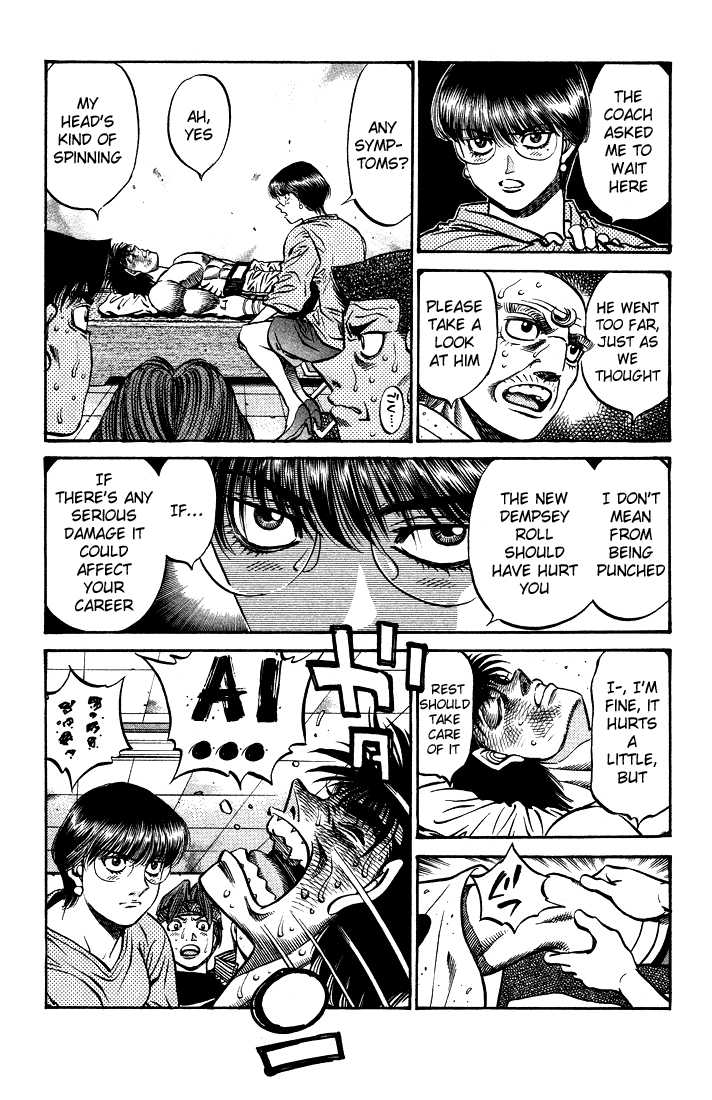 THE
COACH
ASKED
ME TO
WAIT
HERE
HE WENT
TOO FAR,
JUST AS
WE
THOUGHT
PLEASE
TAKE A
LOOK
AT HIM
ANY
SYMP-
TOMS?
AH,
YES
MY
HEAD'S
KIND OF
SPINNING
I DON'T
MEAN
FROM
BEING
PUNCHED
THE NEW
DEMPSEY
ROLL
SHOULD
HAVE HURT
YOU
IF...
IF
THERE'S ANY
SERIOUS
DAMAGE IT
COULD
AFFECT
YOUR
CAREER
I-, I'M
FINE, IT
HURTS
A
LITTLE,
BUT
REST
SHOULD
TAKE
CARE
OF IT
グッ
AI
●●●